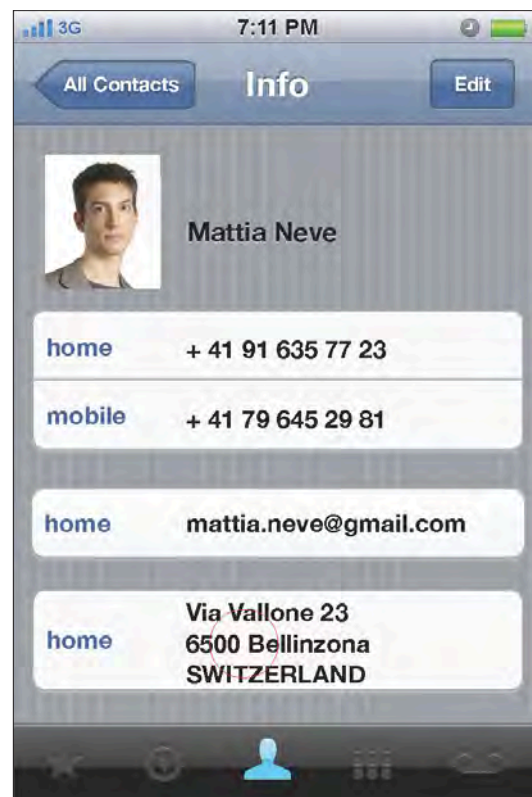 3G 7:11 PM
All Contacts Info Edit
Mattia Neve
home + 41 91 635 77 23
mobile + 41 79 645 29 81
home mattia.neve@gmail.com
Via Vallone 23
home 6500 Bellinzona
SWITZERLAND